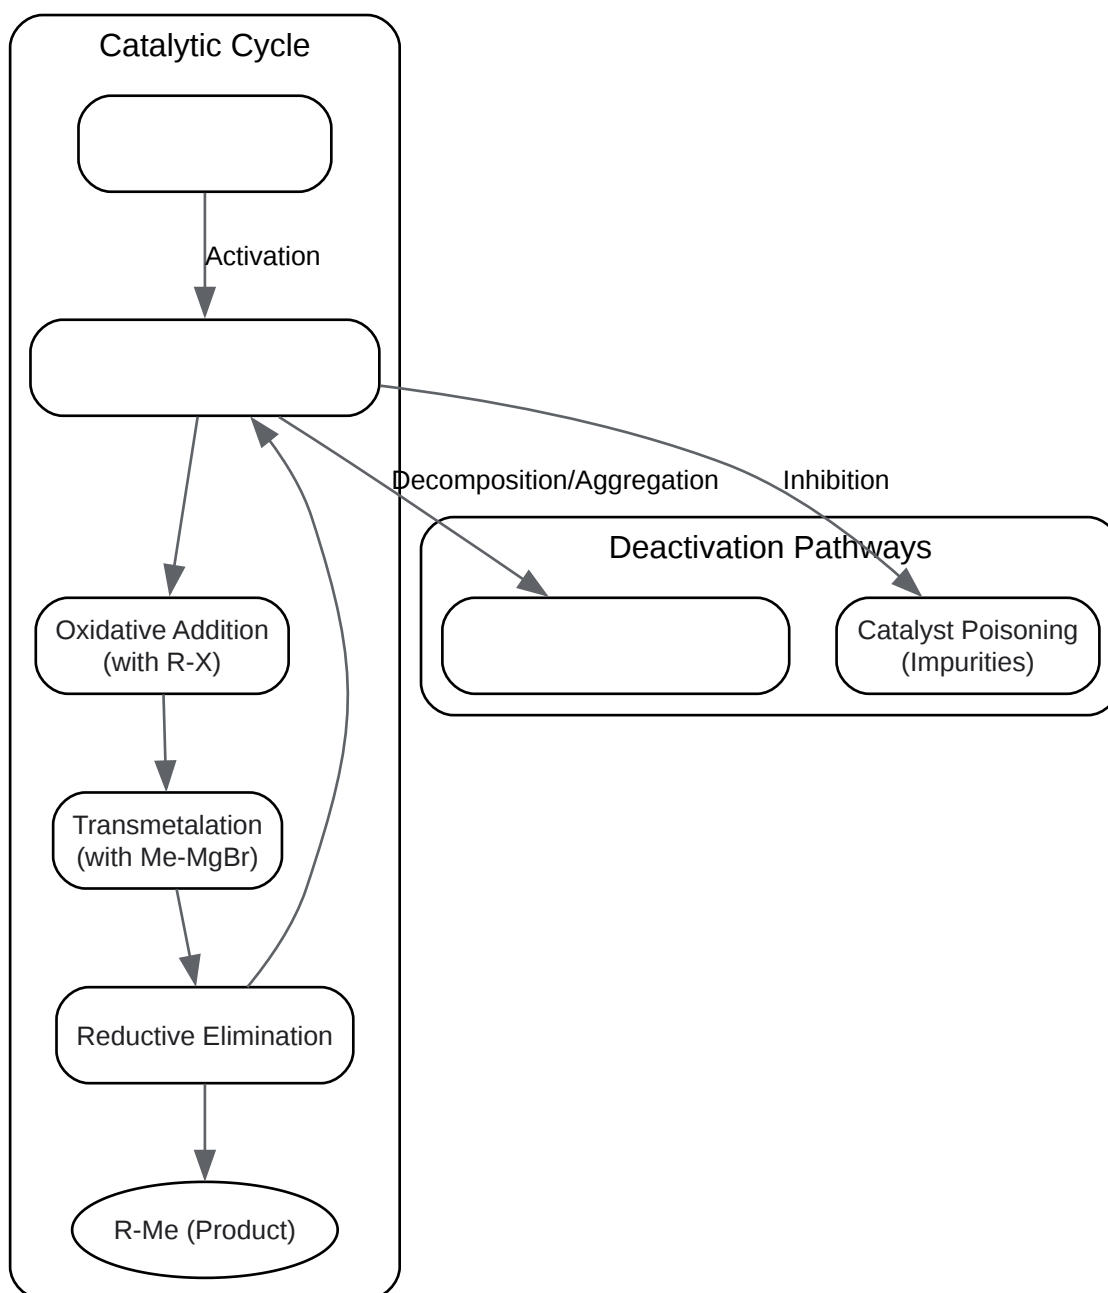 Catalytic Cycle
Activation
Decomposition/Aggregation
Inhibition
Deactivation Pathways
Oxidative Addition
(with R-X)
Catalyst Poisoning
(Impurities)
Transmetalation
(with Me-MgBr)
Reductive Elimination
R-Me (Product)